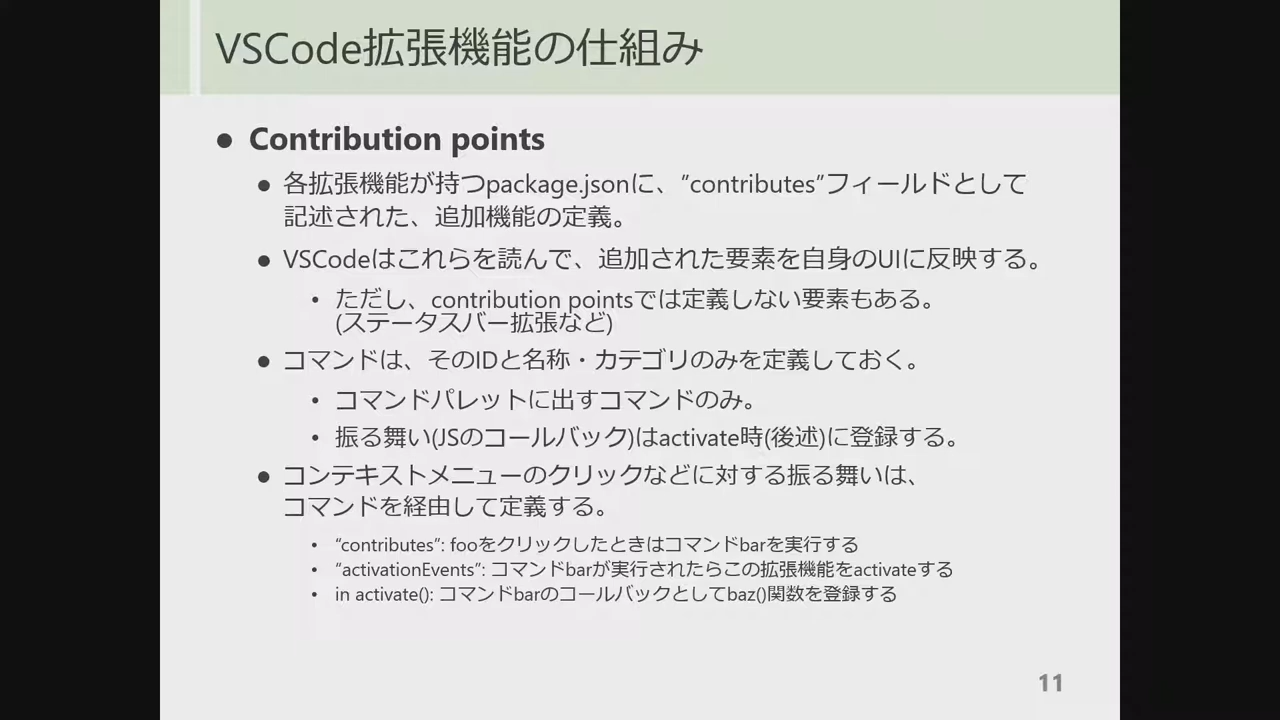 VSCode拡張機能の仕組み
● Contribution points
● 各拡張機能が持つpackage.jsonに、”contributes”フィールドとして
記述された、追加機能の定義。
● VSCodeはこれらを読んで、追加された要素を自身のUIに反映する。
• ただし、contribution pointsでは定義しない要素もある。
(ステータスバー拡張など)
● コマンドは、そのIDと名称・カテゴリのみを定義しておく。
• コマンドパレットに出すコマンドのみ。
• 振る舞い(JSのコールバック)はactivate時(後述)に登録する。
● コンテキストメニューのクリックなどに対する振る舞いは、
コマンドを経由して定義する。
• “contributes”: fooをクリックしたときはコマンドbarを実行する
• “activationEvents”: コマンドbarが実行されたらこの拡張機能をactivateする
• in activate(): コマンドbarのコールバックとしてbaz()関数を登録する
11